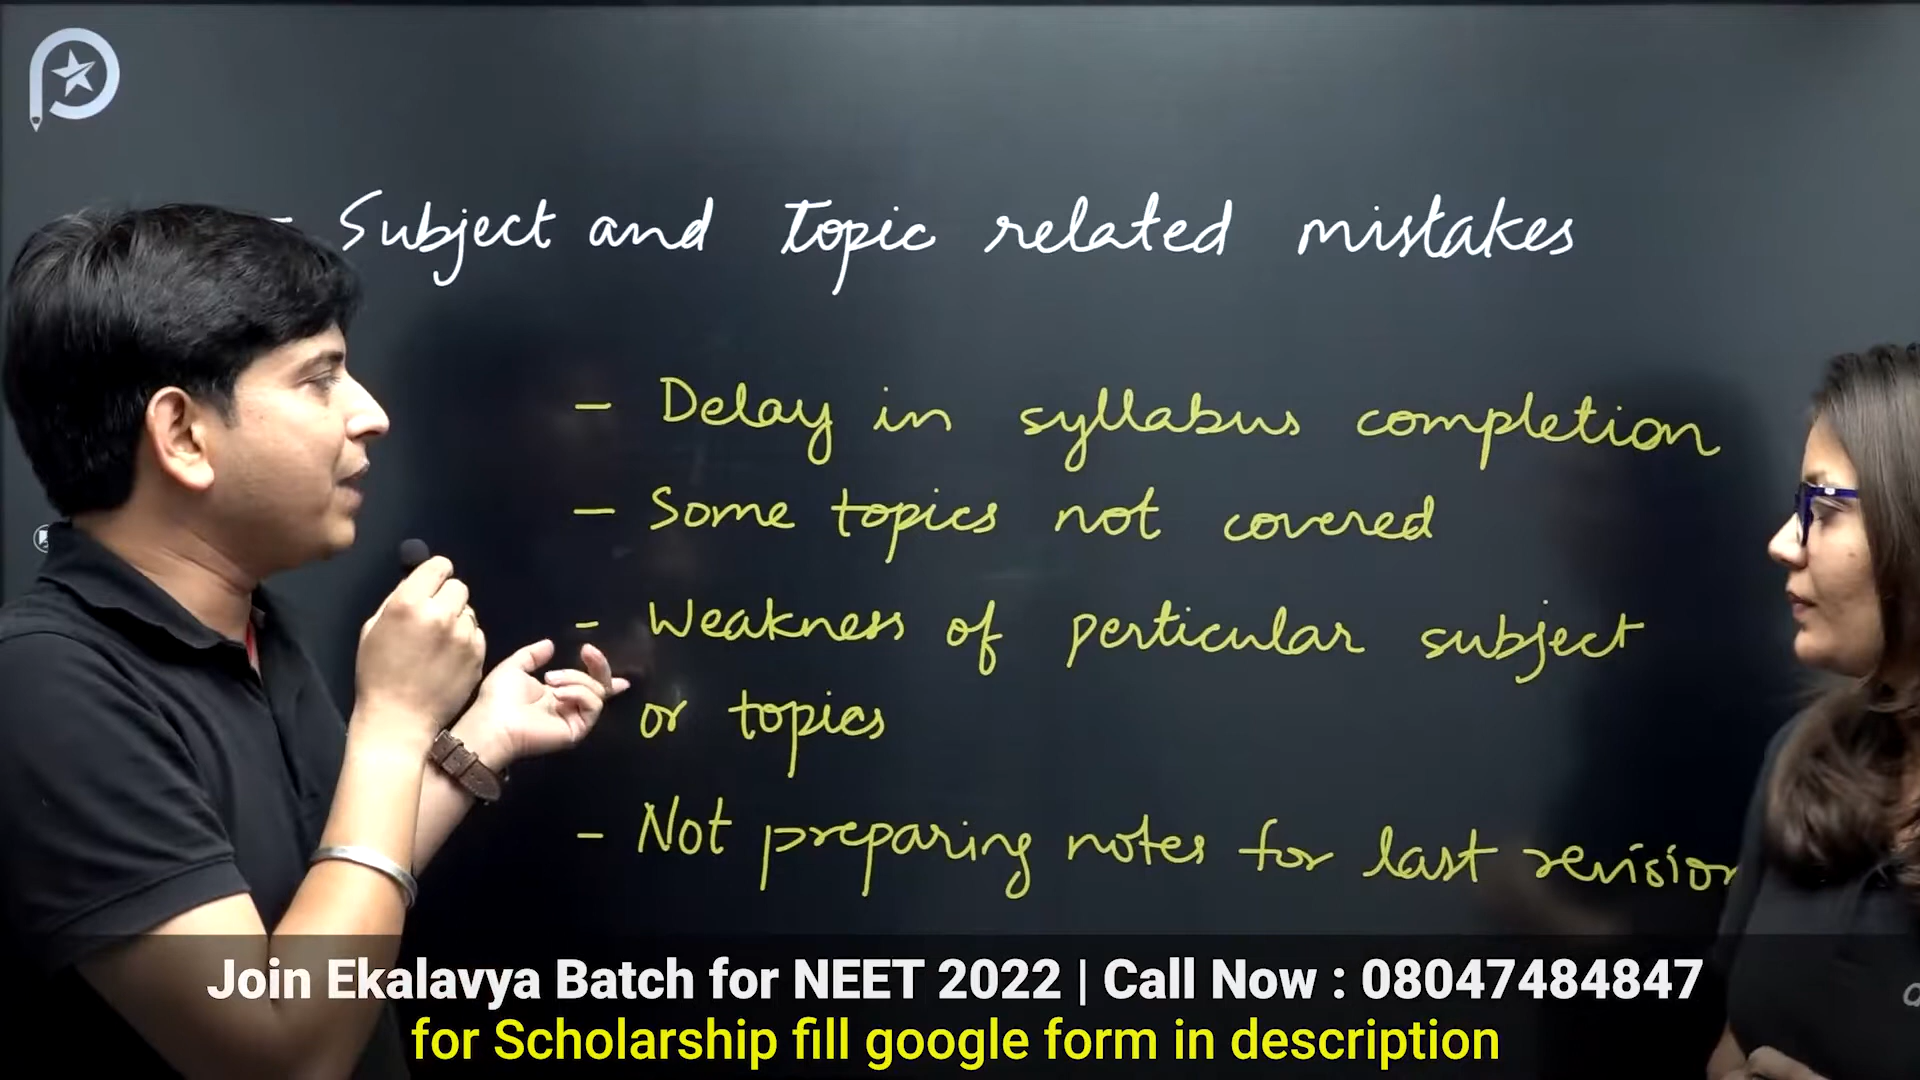 - Subject and topic related mistakes
- Delay in syllabus completion
- Some topics not covered
- Weakness of perticular subject
or topics
- Not preparing notes for last revision
Join Ekalavya Batch for NEET 2022 | Call Now : 08047484847
for Scholarship fill google form in description